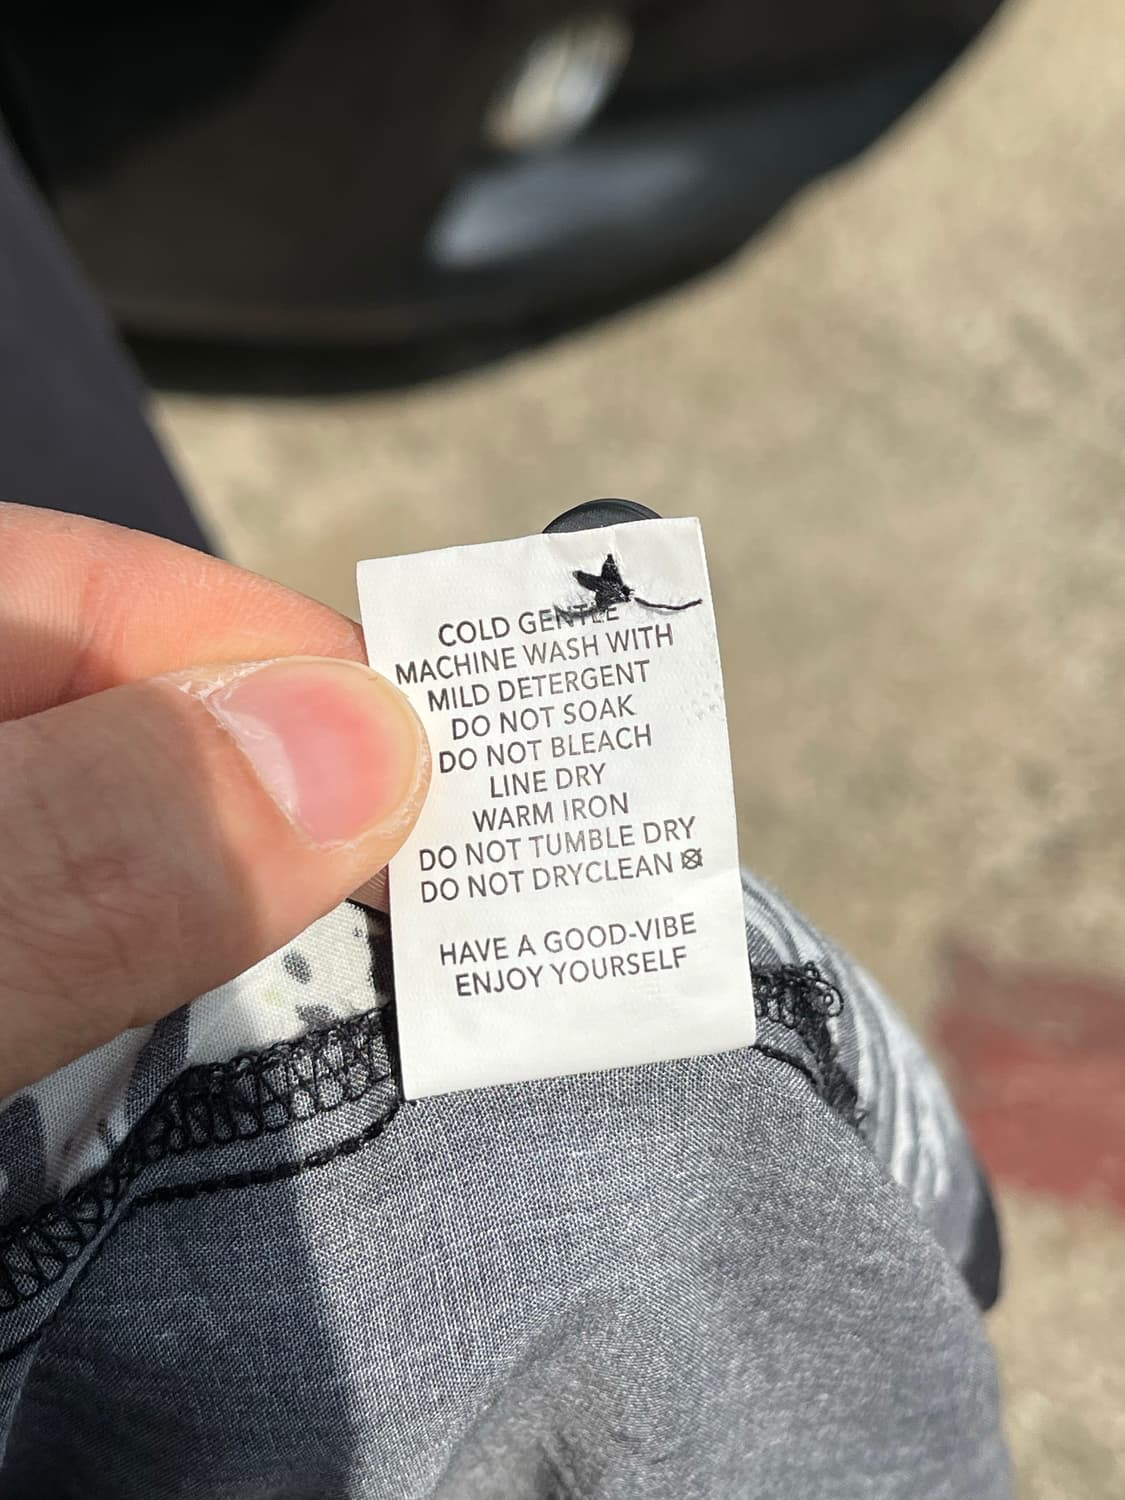 COLD GENTLE
MACHINE WASH WITH
MILD DETERGENT
DO NOT SOAK
DO NOT BLEACH
LINE DRY
WARM IRON
DO NOT TUMBLE DRY
DO NOT DRYCLEAN
HAVE A GOOD-VIBE
ENJOY YOURSELF